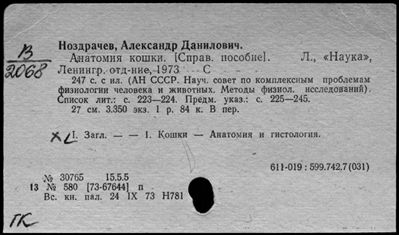 Ноздрачев, Александр Данилович.
В
2068
Анатомия кошки. [Справ. пособие]. Л., «Наука»,
Ленингр. отд-ние, 1973 С
247 с. с ил. (АН СССР. Науч. совет по комплексным проблемам
физиологии человека и животных. Методы физиол. исследований).
Список лит.: с. 223—224. Предм. указ.: с. 225—245.
27 см. 3.350 экз. 1 р. 84 к. В пер.
I. Загл. — — 1. Кошки — Анатомия и гистология.
611-019 : 599.742.7 (031)
№ 30765 15.5.5
13 № 580 [73-67644] п
Вс. кн. пал. 24 IX 73 Н781
ГК